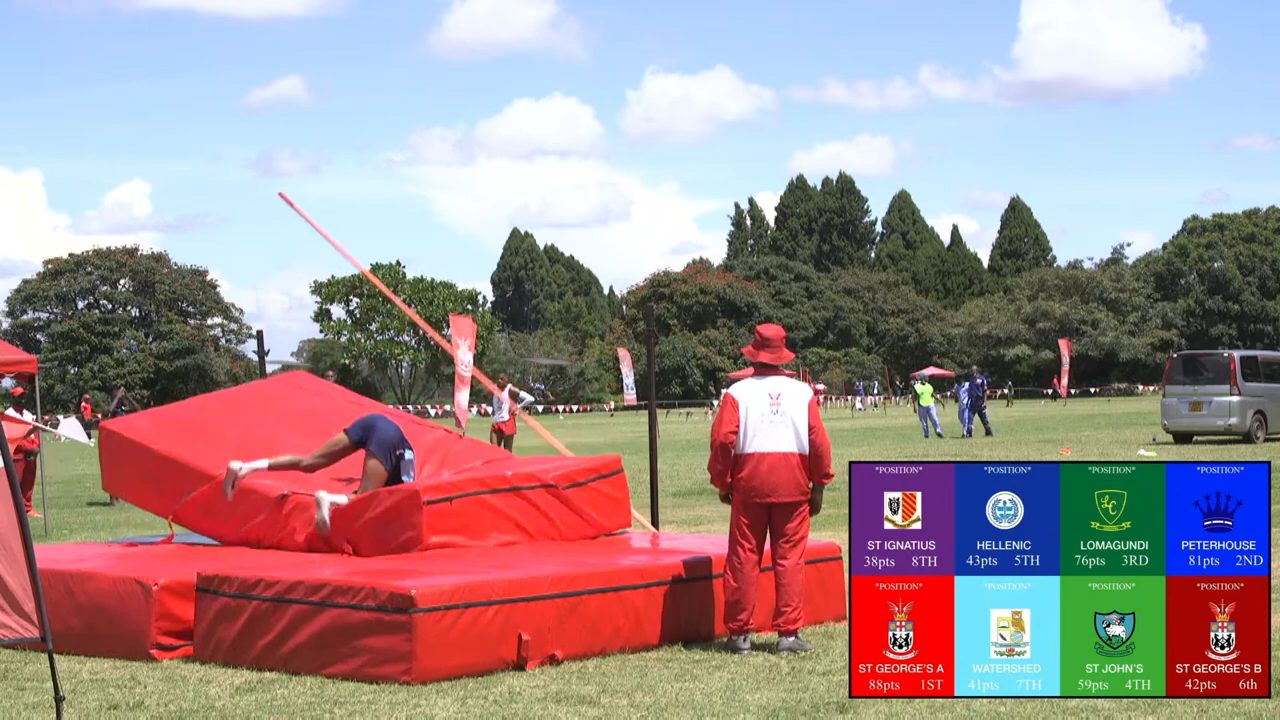 *POSITION* *POSITION* *POSITION* *POSITION*
ST IGNATIUS HELLENIC LOMAGUNDI PETERHOUSE
38pts 8TH 43pts 5TH 76pts 3RD 81pts 2ND
*POSITION* *POSITION* *POSITION* *POSITION*
ST GEORGE'S A WATERSHED ST JOHN'S ST GEORGE'S B
88pts 1ST 41pts 7TH 59pts 4TH 42pts 6th